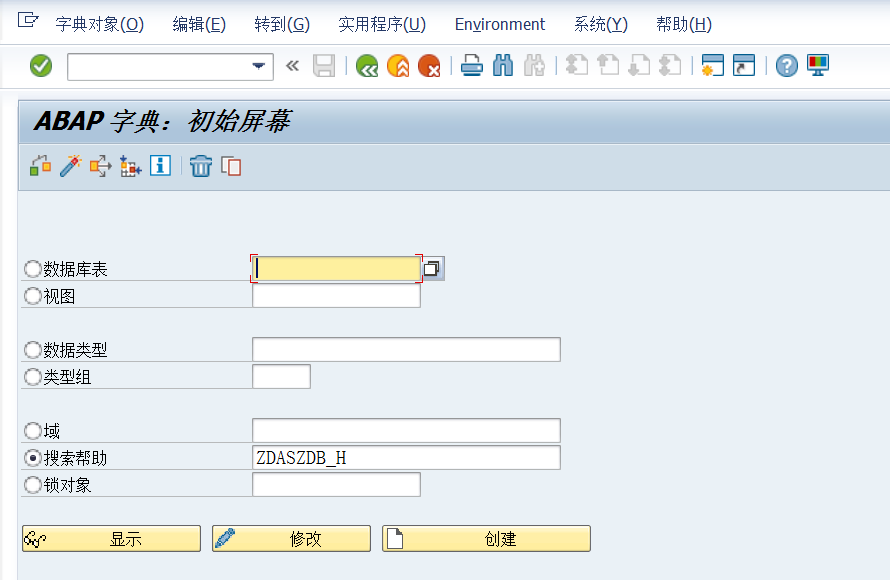 字典对象(O) 编辑(E) 转到(G) 实用程序(U) Environment 系统(Y) 帮助(H)
ABAP 字典：初始屏幕
数据库表
视图
数据类型
类型组
域
搜索帮助 ZDASZDB_H
锁对象
显示 修改 创建